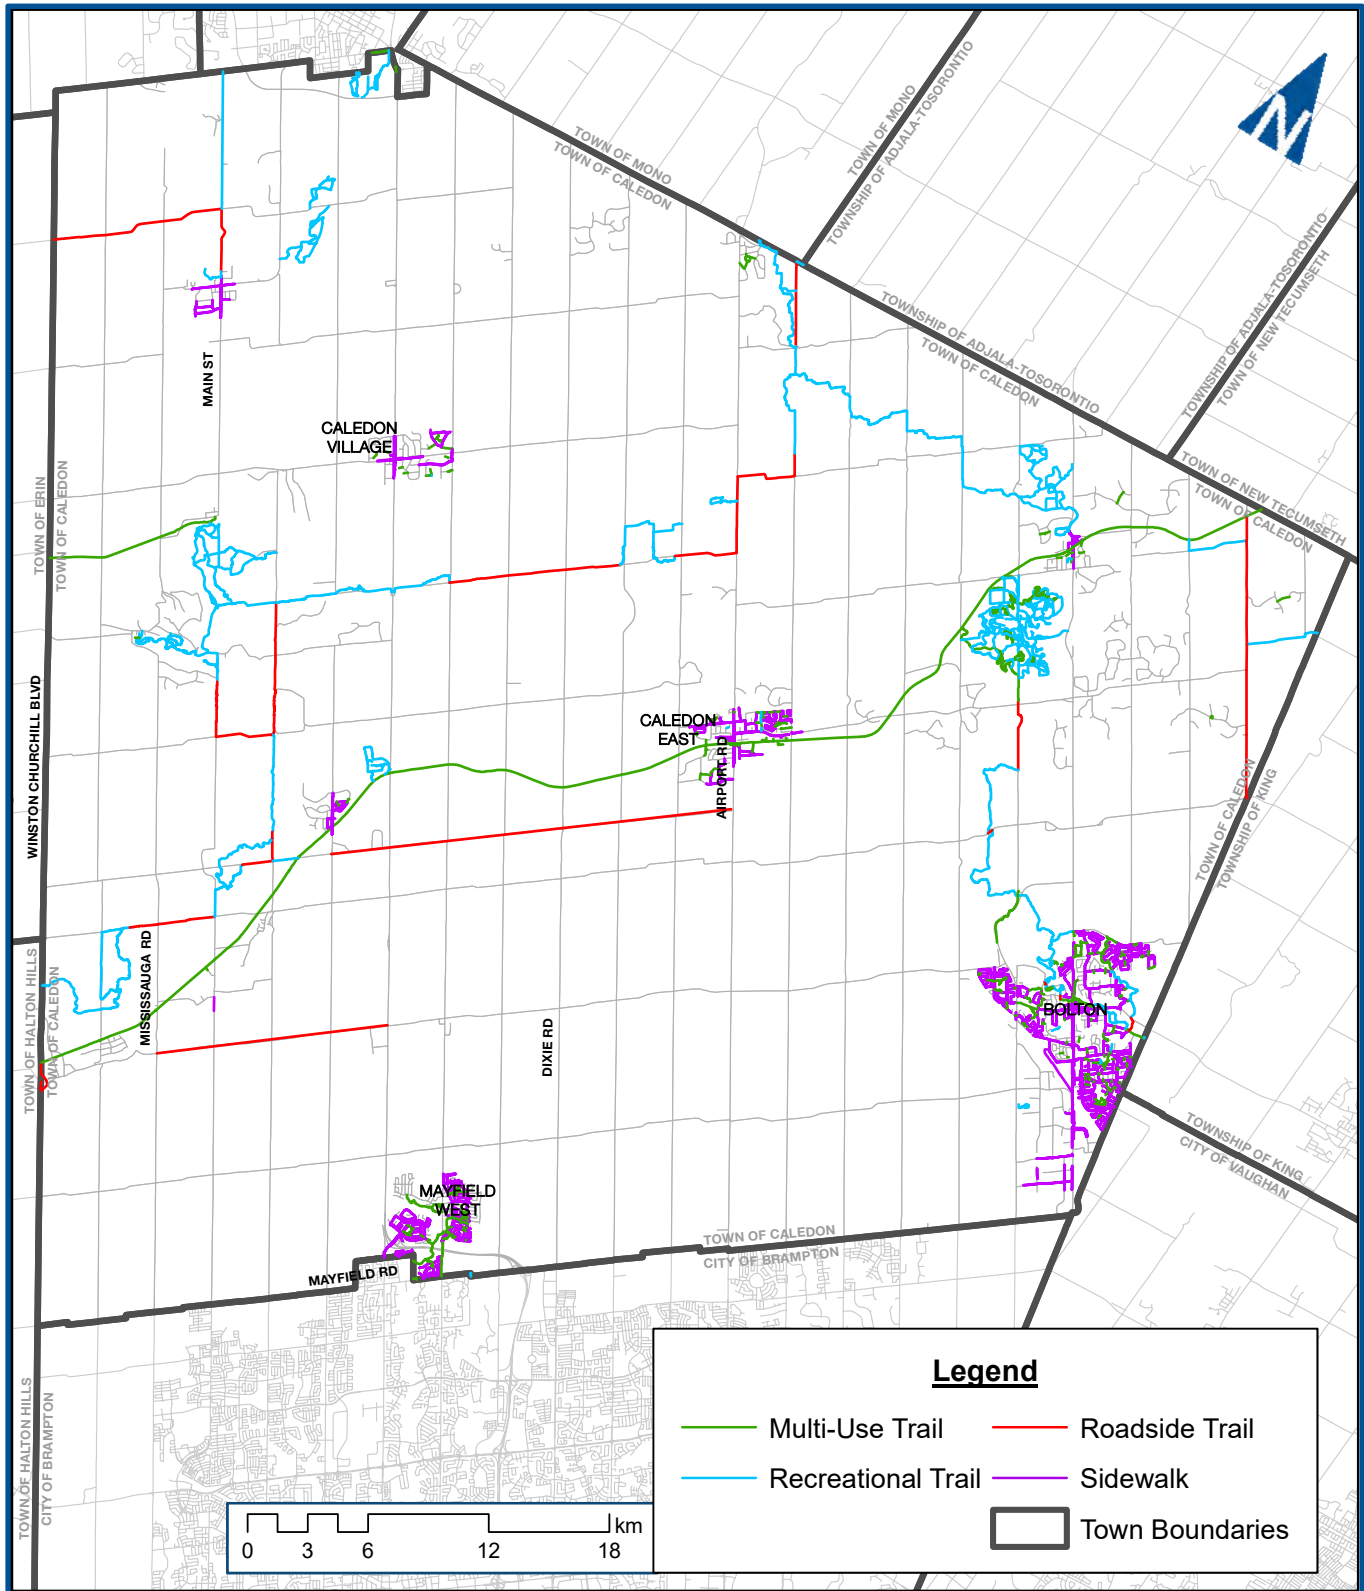 N
TOWN OF MONO
TOWN OF CALEDON
TOWN OF MONO
TOWNSHIP OF ADJALA-TOSORONTIO
TOWNSHIP OF ADJALA-TOSORONTIO
TOWN OF NEW TECUMSETH
TOWNSHIP OF ADJALA-TOSORONTIO
TOWN OF CALEDON
MAIN ST
CALEDON
VILLAGE
TOWN OF ERIN
TOWN OF CALEDON
TOWN OF NEW TECUMSETH
TOWN OF CALEDON
WINSTON CHURCHILL BLVD
CALEDON
EAST
AIRPORT RD
TOWN OF CALEDON
TOWNSHIP OF KING
MISSISSAUGA RD
TOWN OF HALTON HILLS
TOWN OF CALEDON
DIXIE RD
BOLTON
TOWNSHIP OF KING
CITY OF VAUGHAN
MAYFIELD
WEST
TOWN OF CALEDON
CITY OF BRAMPTON
MAYFIELD RD
TOWN OF HALTON HILLS
CITY OF BRAMPTON
Legend
Multi-Use Trail
Roadside Trail
Recreational Trail
Sidewalk
Town Boundaries
km
0 3 6 12 18